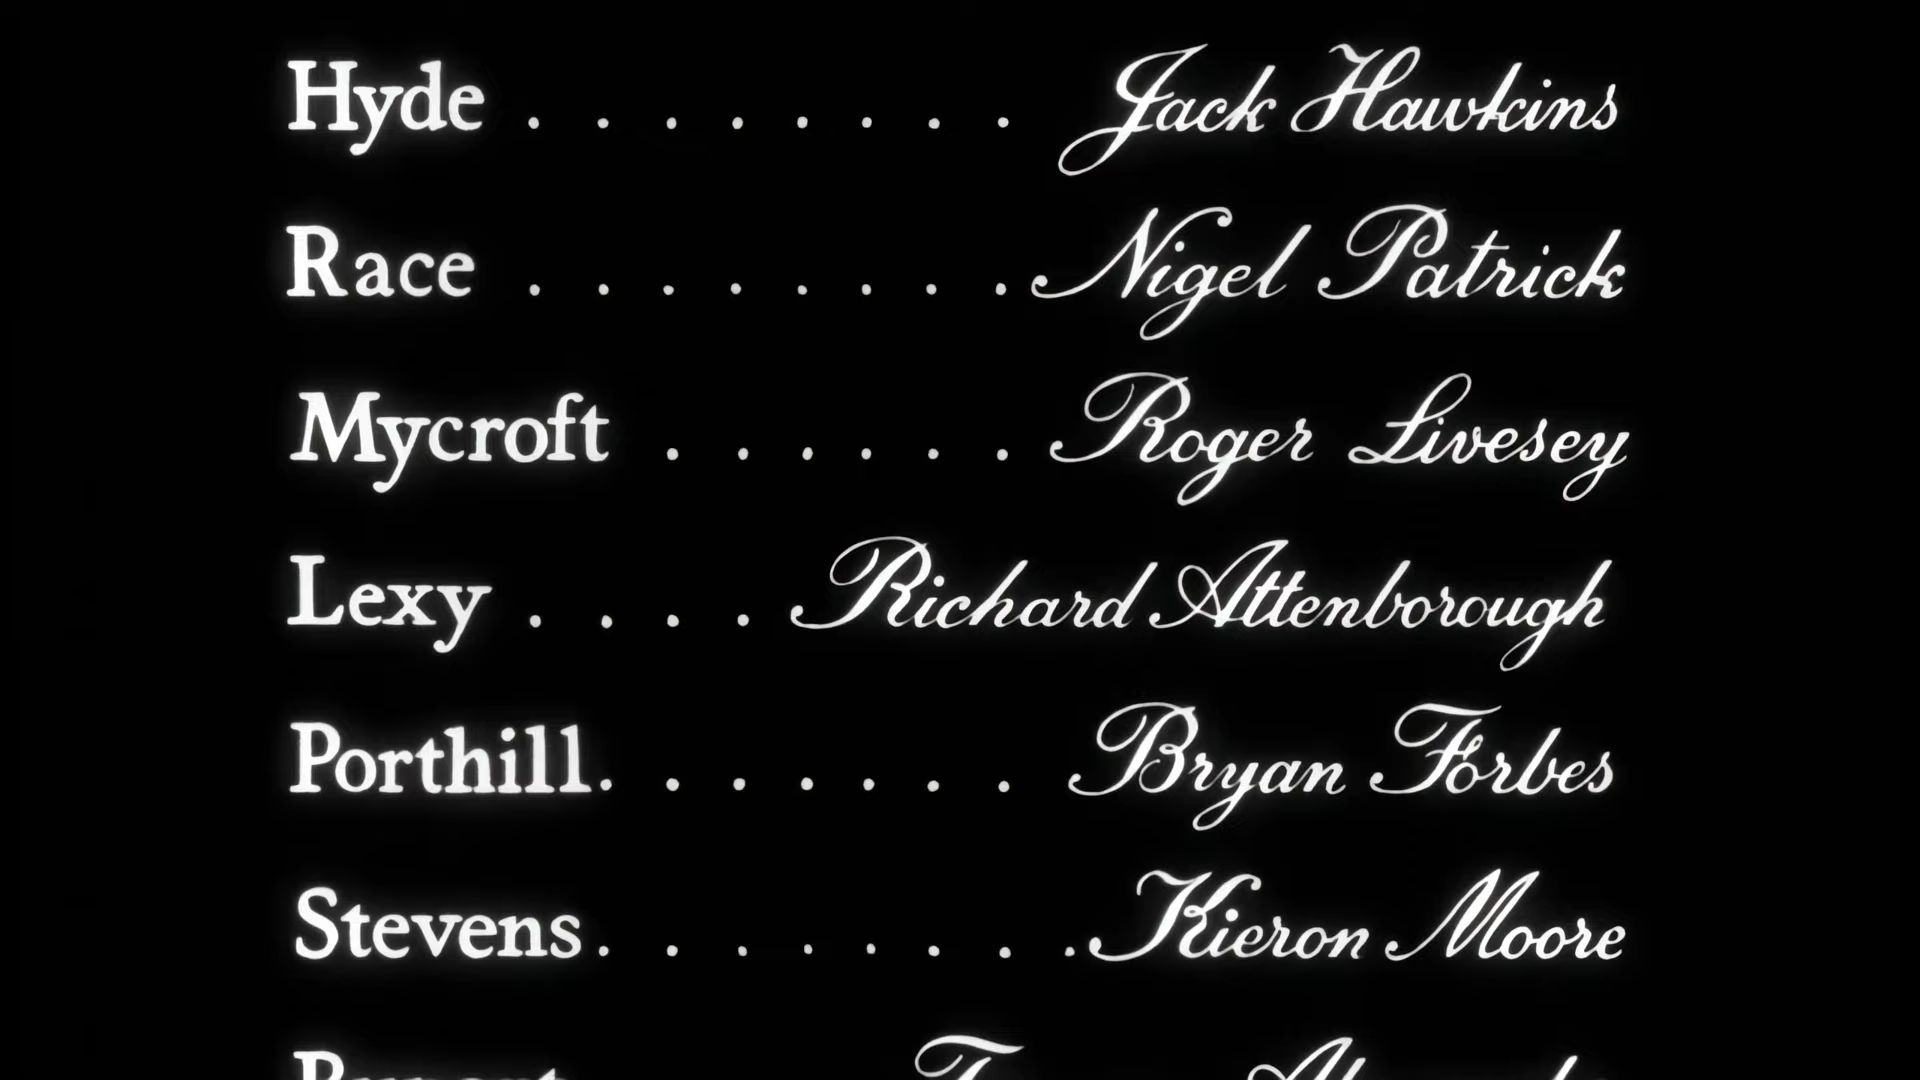 Hyde . . . . . . . . Jack Hawkins
Race . . . . . . . . Nigel Patrick
Mycroft . . . . . . Roger Livesey
Lexy . . . . Richard Attenborough
Porthill. . . . . . . Bryan Forbes
Stevens. . . . . . . . Kieron Moore